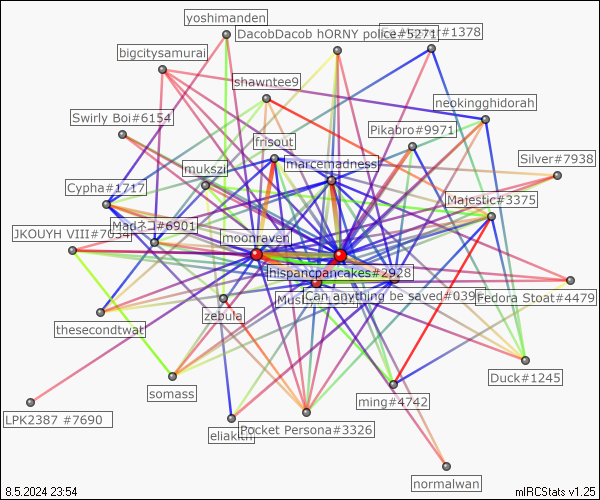 yoshimanden
DacobDacob hORNY police#5271
#1378
bigcitysamurai
shawntee9
neokingghidorah
Swirly Boi#6154
Pikabro#9971
frisout
marcemadness
Silver#7938
mukszi
Cypha#1717
Majestic#3375
Madネコ#6901
JKOUYH VIII#7034
moonraven
hispancpancakes#2928
Can anything be saved#039
Fedora Stoat#4479
zebula
thesecondtwat
Duck#1245
somass
ming#4742
LPK2387 #7690
eliakith
Pocket Persona#3326
normalwan
8.5.2024 23:54
mIRCStats v1.25